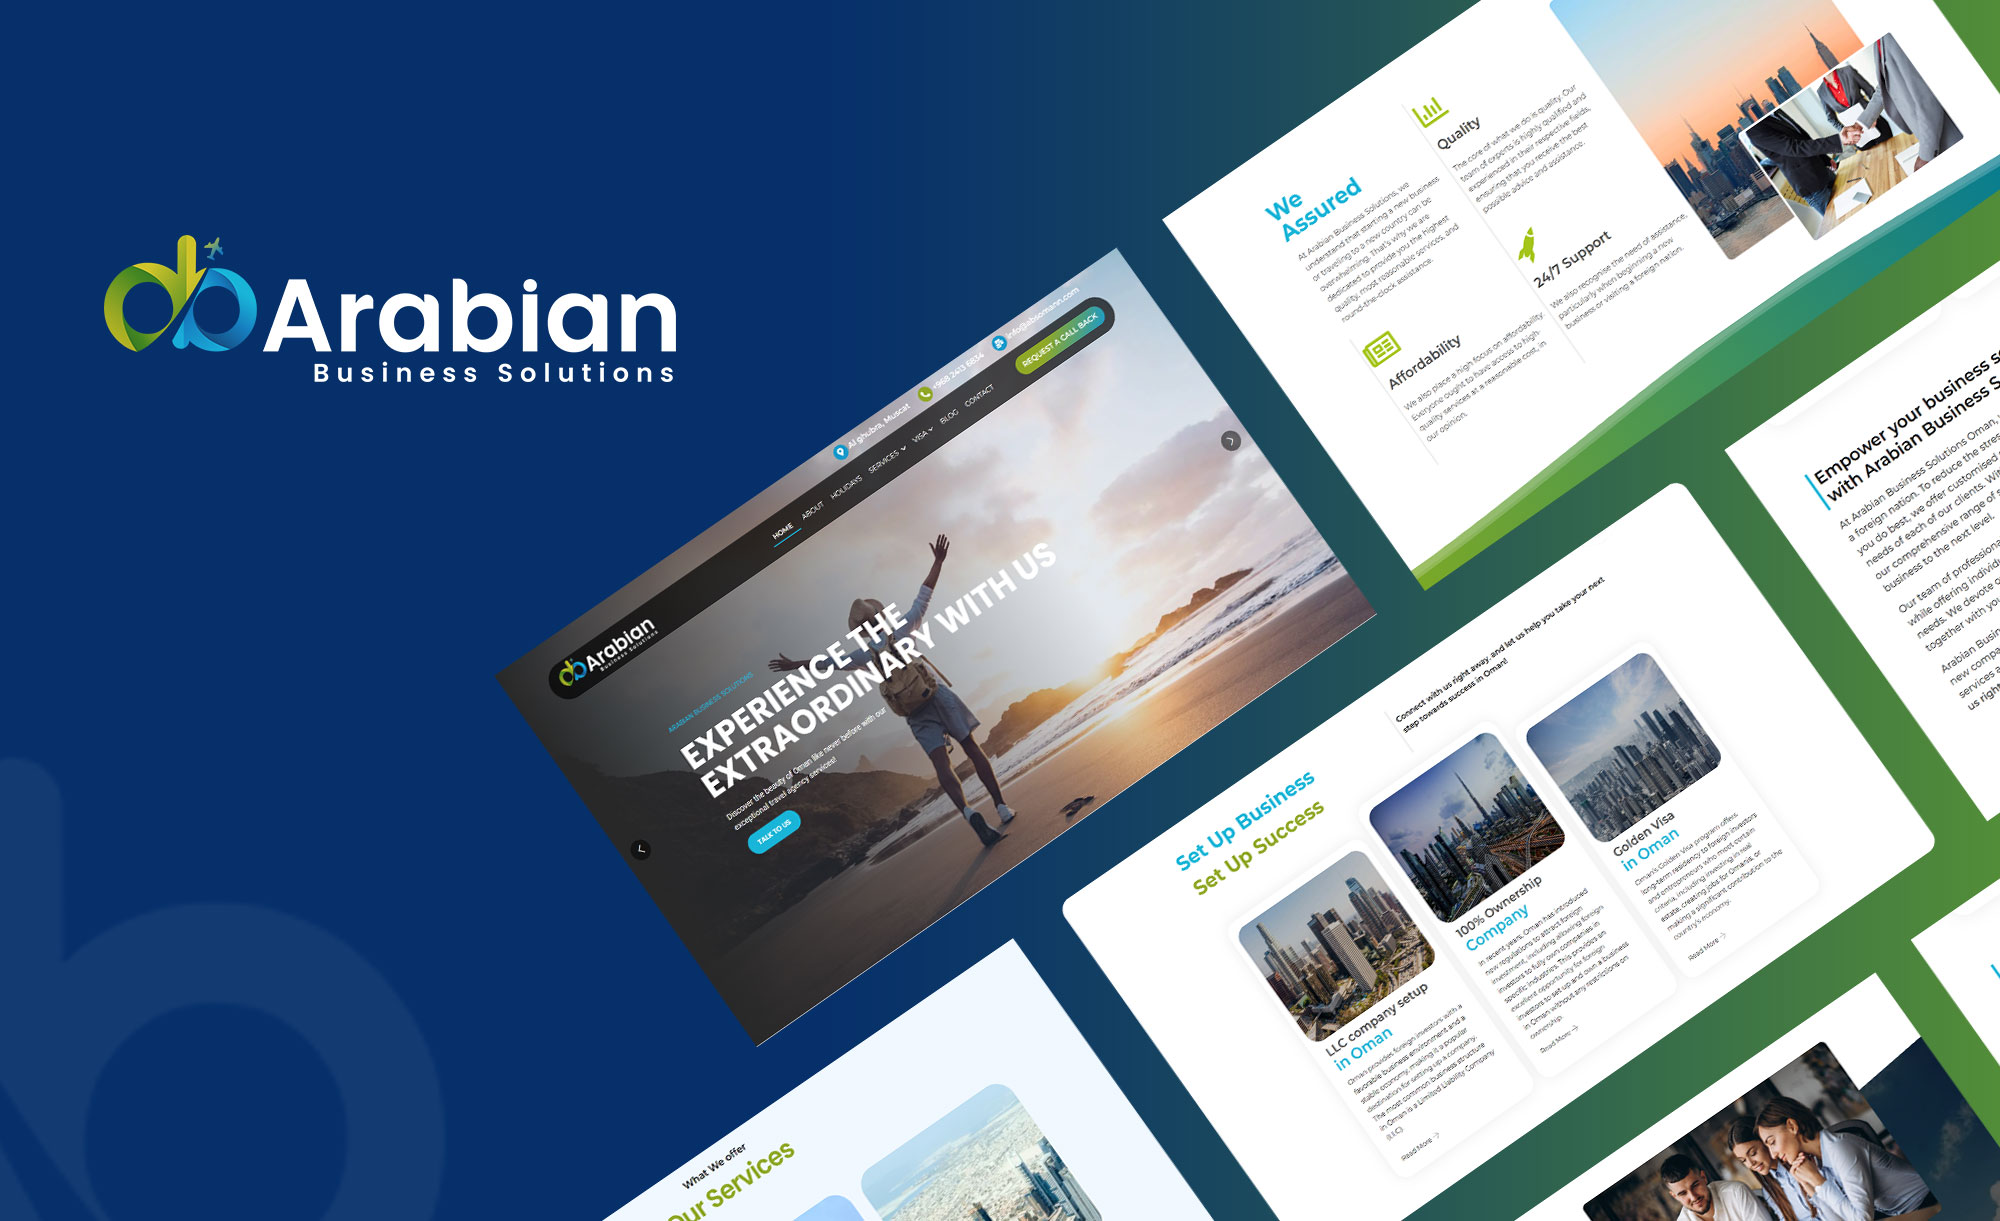 Arabian
Business Solutions
Al ghubra, Muscat
+968 2413 6834
info@absomann.com
Arabian
Business Solutions
HOME
ABOUT
HOLIDAYS
SERVICES
VISA
BLOG
CONTACT
REQUEST A CALL BACK
ARABIAN BUSINESS SOLUTIONS
EXPERIENCE THE
EXTRAORDINARY WITH US
Discover the beauty of Oman like never before with our
exceptional travel agency services!
TALK TO US
We
Assured
At Arabian Business Solutions, we
understand that starting a new business
or traveling to a new country can be
overwhelming. That's why we are
dedicated to provide you the highest
quality, most reasonable services, and
round-the-clock assistance.
Quality
The core of what we do is quality. Our
team of experts is highly qualified and
experienced in their respective fields,
ensuring that you receive the best
possible advice and assistance.
24/7 Support
We also recognise the need of assistance,
particularly when beginning a new
business or visiting a foreign nation.
Affordability
We also place a high focus on affordability.
Everyone ought to have access to high-
quality services at a reasonable cost, in
our opinion.
Empower your business s
with Arabian Business S
At Arabian Business Solutions Oman,
a foreign nation. To reduce the stres
you do best, we offer customised
needs of each of our clients. Wit
our comprehensive range of s
business to the next level.
Our team of professiona
while offering individu
needs. We devote
together with you
Arabian Busin
new compa
services a
us right
Set Up Business
Set Up Success
Connect with us right away, and let us help you take your next
step towards success in Oman!
LLC company setup
in Oman
Oman provides foreign investors with a
favorable business environment and a
stable economy, making it a popular
destination for setting up a company.
The most common business structure
in Oman is a Limited Liability Company
(LLC).
Read More
100% Ownership
Company
In recent years, Oman has introduced
new regulations to attract foreign
investment, including allowing foreign
investors to fully own companies in
specific industries. This provides an
excellent opportunity for foreign
investors to set up and own a business
in Oman without any restrictions on
ownership.
Read More
Golden Visa
in Oman
Oman's Golden Visa program offers
long-term residency to foreign investors
and entrepreneurs who meet certain
criteria, including investing in real
estate, creating jobs for Omanis, or
making a significant contribution to the
country's economy.
Read More
What We offer
Our Services